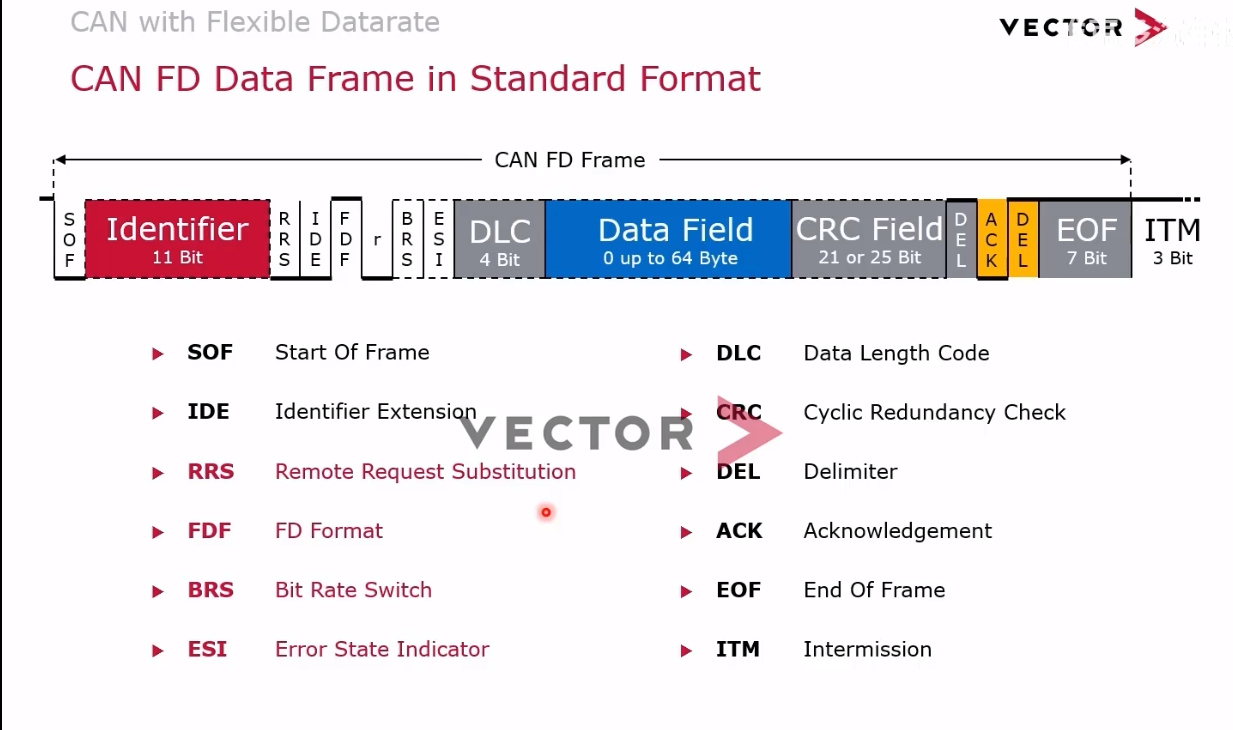 CAN with Flexible Datarate
VECTOR
CAN FD Data Frame in Standard Format
CAN FD Frame
SOF
Identifier
11 Bit
RRS
IDE
FDF
r
BRS
ESI
DLC
4 Bit
Data Field
0 up to 64 Byte
CRC Field
21 or 25 Bit
DEL
ACK
DEL
EOF
7 Bit
ITM
3 Bit
SOF Start Of Frame
IDE Identifier Extension
RRS Remote Request Substitution
FDF FD Format
BRS Bit Rate Switch
ESI Error State Indicator
VECTOR
DLC Data Length Code
CRC Cyclic Redundancy Check
DEL Delimiter
ACK Acknowledgement
EOF End Of Frame
ITM Intermission